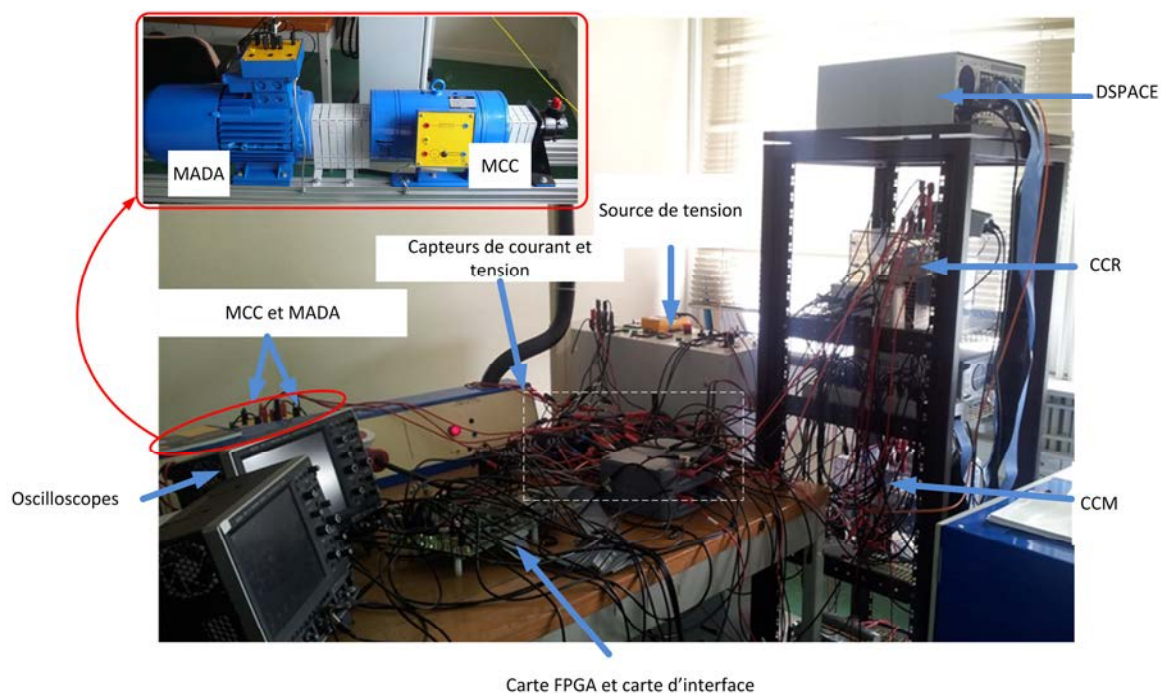 DSPACE
MADA
MCC
Source de tension
Capteurs de courant et
tension
CCR
MCC et MADA
Oscilloscopes
CCM
Carte FPGA et carte d'interface